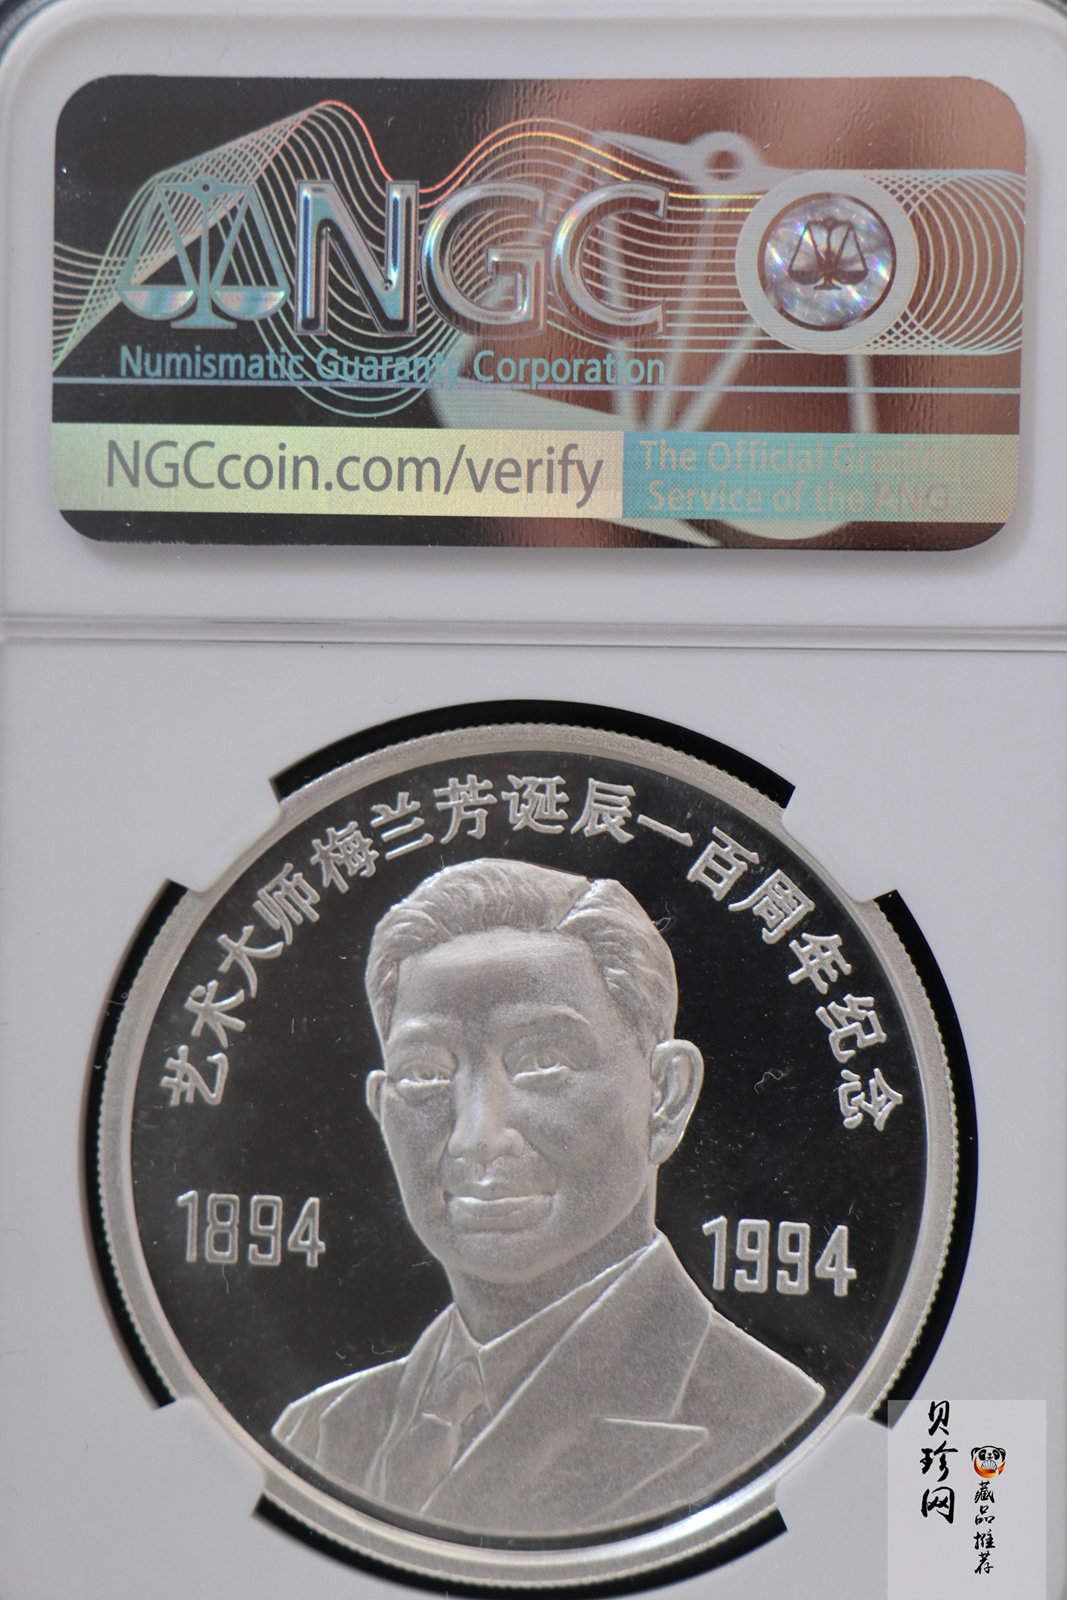 NGC
Numismatic Guaranty Corporation
NGCcoin.com/verify
The Official Grading
Service of the PNG
艺术大师梅兰芳诞辰一百周年纪念
1894
1994
贝珍网
藏品推荐